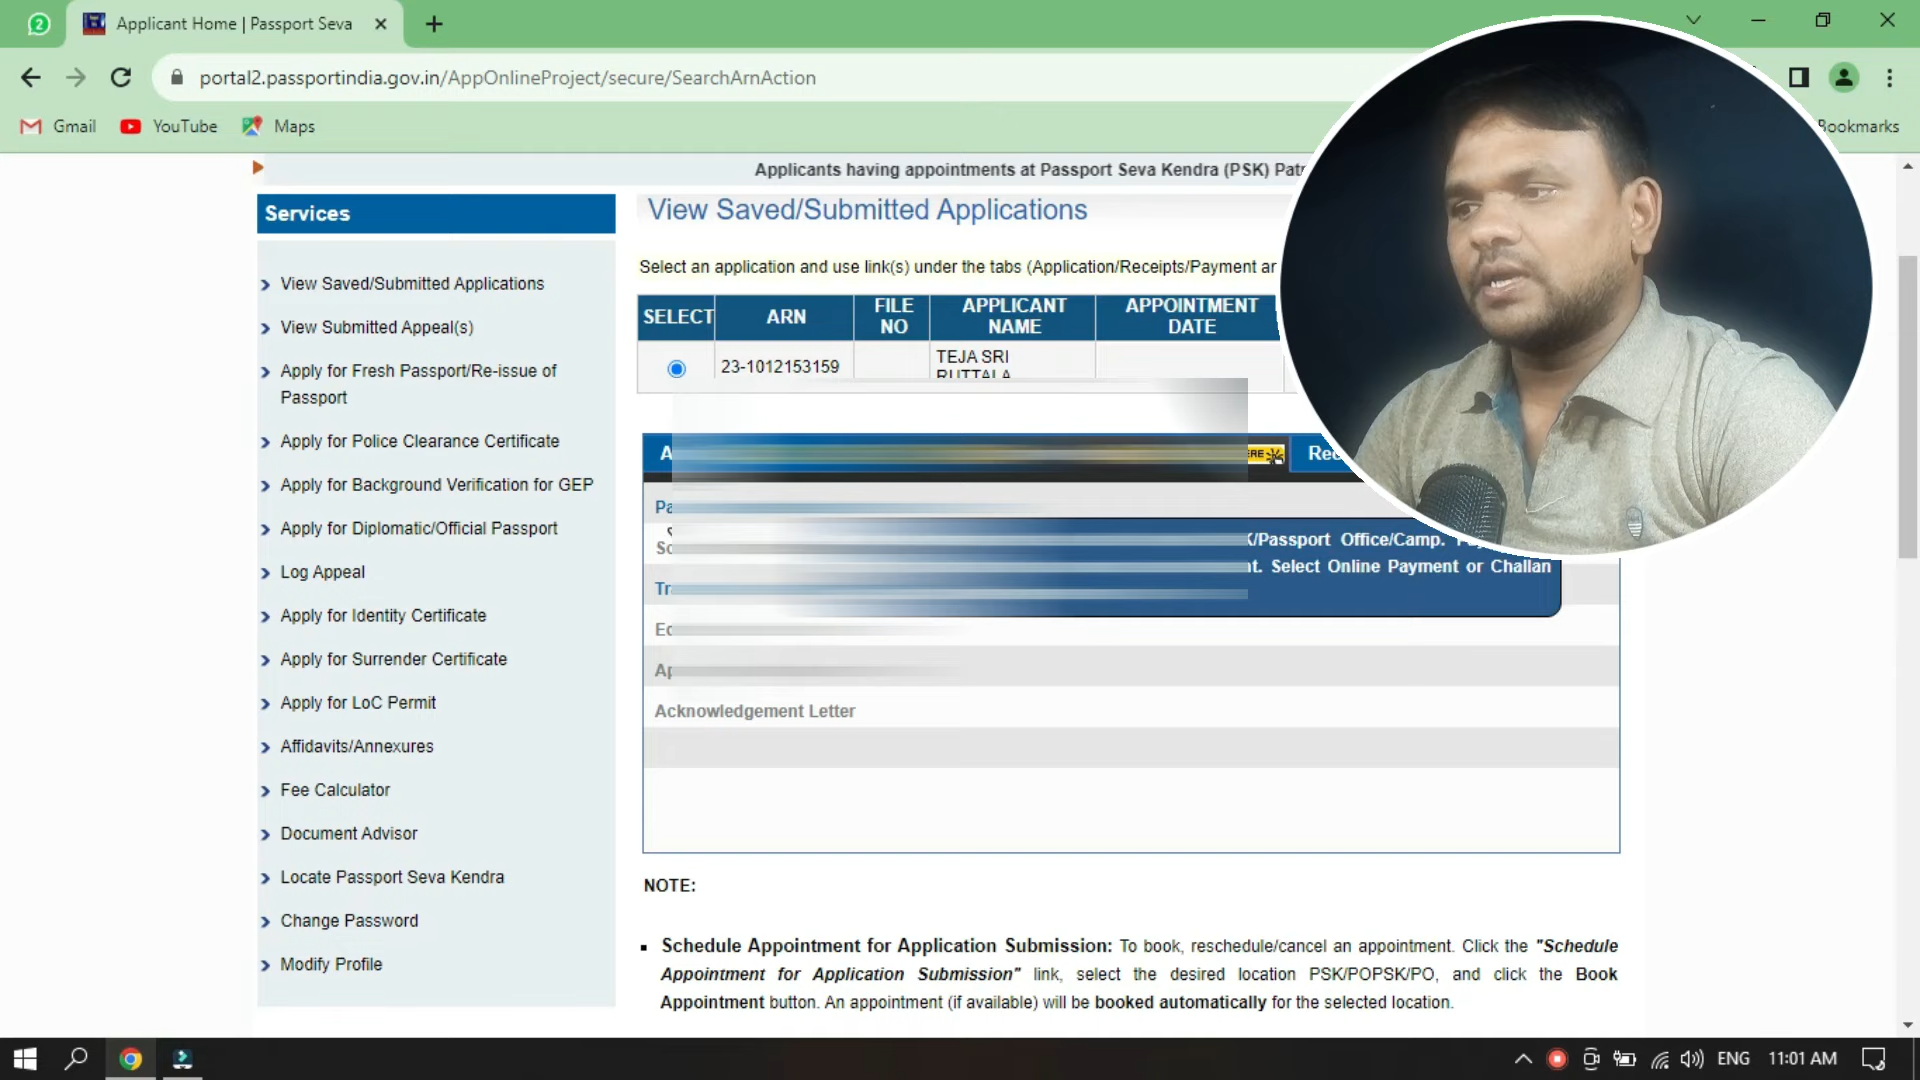 2
Applicant Home | Passport Seva
portal2.passportindia.gov.in/AppOnlineProject/secure/SearchArnAction
Gmail
YouTube
Maps
Bookmarks
Applicants having appointments at Passport Seva Kendra (PSK)
Services
View Saved/Submitted Applications
View Submitted Appeal(s)
Apply for Fresh Passport/Re-issue of
Passport
Apply for Police Clearance Certificate
Apply for Background Verification for GEP
Apply for Diplomatic/Official Passport
Log Appeal
Apply for Identity Certificate
Apply for Surrender Certificate
Apply for LoC Permit
Affidavits/Annexures
Fee Calculator
Document Advisor
Locate Passport Seva Kendra
Change Password
Modify Profile
View Saved/Submitted Applications
Select an application and use link(s) under the tabs (Application/Receipts/Payment
SELECT ARN FILE NO APPLICANT NAME APPOINTMENT DATE
23-1012153159 TEJA SRI
RUTTALA
/Passport Office/Camp.
Select Online Payment or Challan
Acknowledgement Letter
NOTE:
Schedule Appointment for Application Submission: To book, reschedule/cancel an appointment. Click the "Schedule
Appointment for Application Submission" link, select the desired location PSK/POPSK/PO, and click the Book
Appointment button. An appointment (if available) will be booked automatically for the selected location.
ENG
11:01 AM